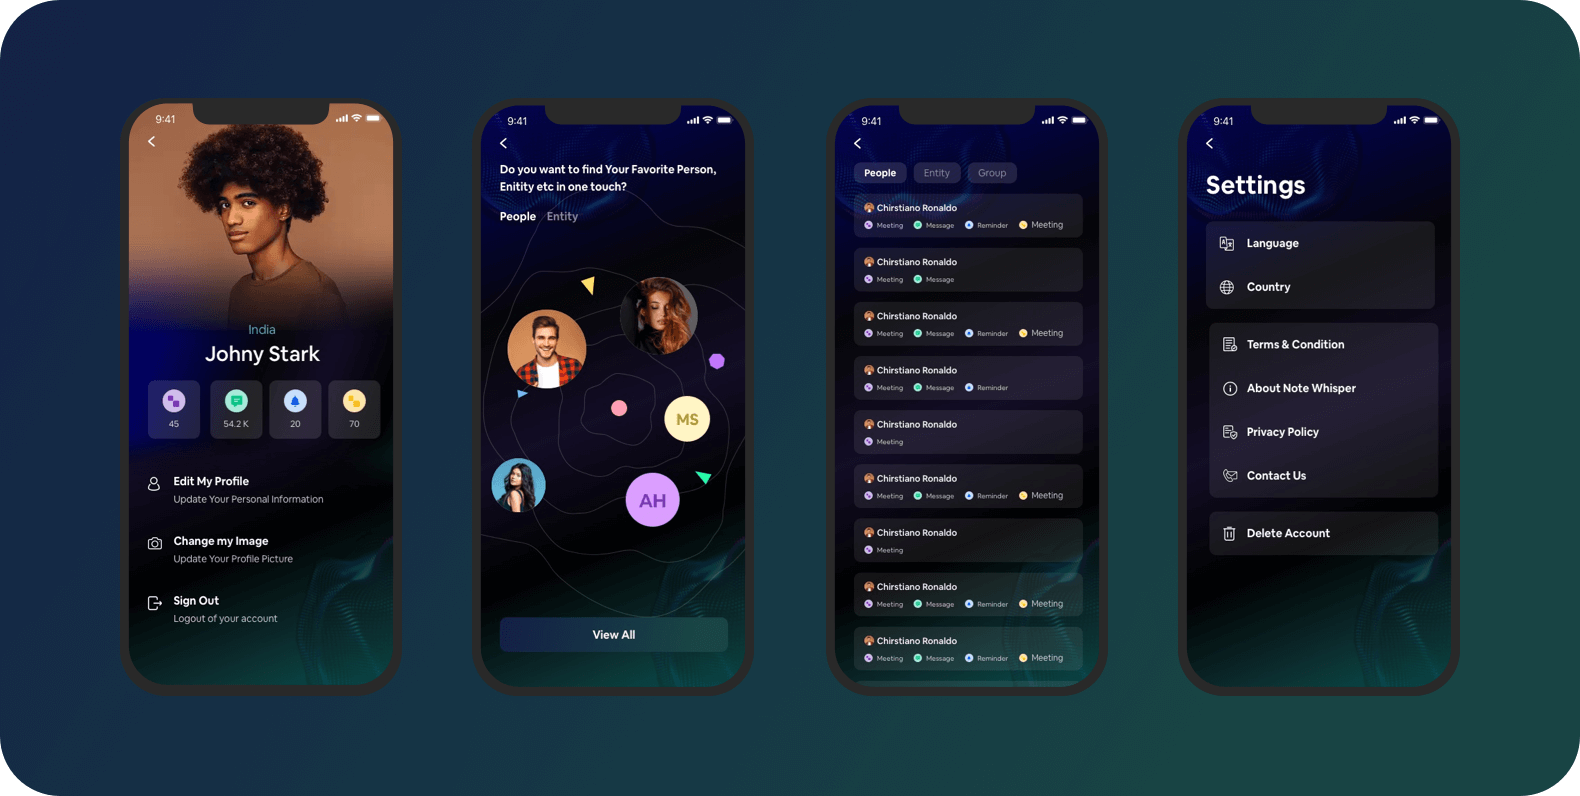 9:41
India
Johny Stark
45
54.2 K
20
70
Edit My Profile
Update Your Personal Information
Change my Image
Update Your Profile Picture
Sign Out
Logout of your account
9:41
Do you want to find Your Favorite Person,
Enitity etc in one touch?
People Entity
MS
AH
View All
9:41
People Entity Group
Chirstiano Ronaldo
Meeting Message Reminder Meeting
Chirstiano Ronaldo
Meeting Message
Chirstiano Ronaldo
Meeting Message Reminder Meeting
Chirstiano Ronaldo
Meeting Message Reminder
Chirstiano Ronaldo
Meeting
Chirstiano Ronaldo
Meeting Message Reminder Meeting
Chirstiano Ronaldo
Meeting
Chirstiano Ronaldo
Meeting Message Reminder Meeting
Chirstiano Ronaldo
Meeting Message Reminder Meeting
9:41
Settings
Language
Country
Terms & Condition
About Note Whisper
Privacy Policy
Contact Us
Delete Account